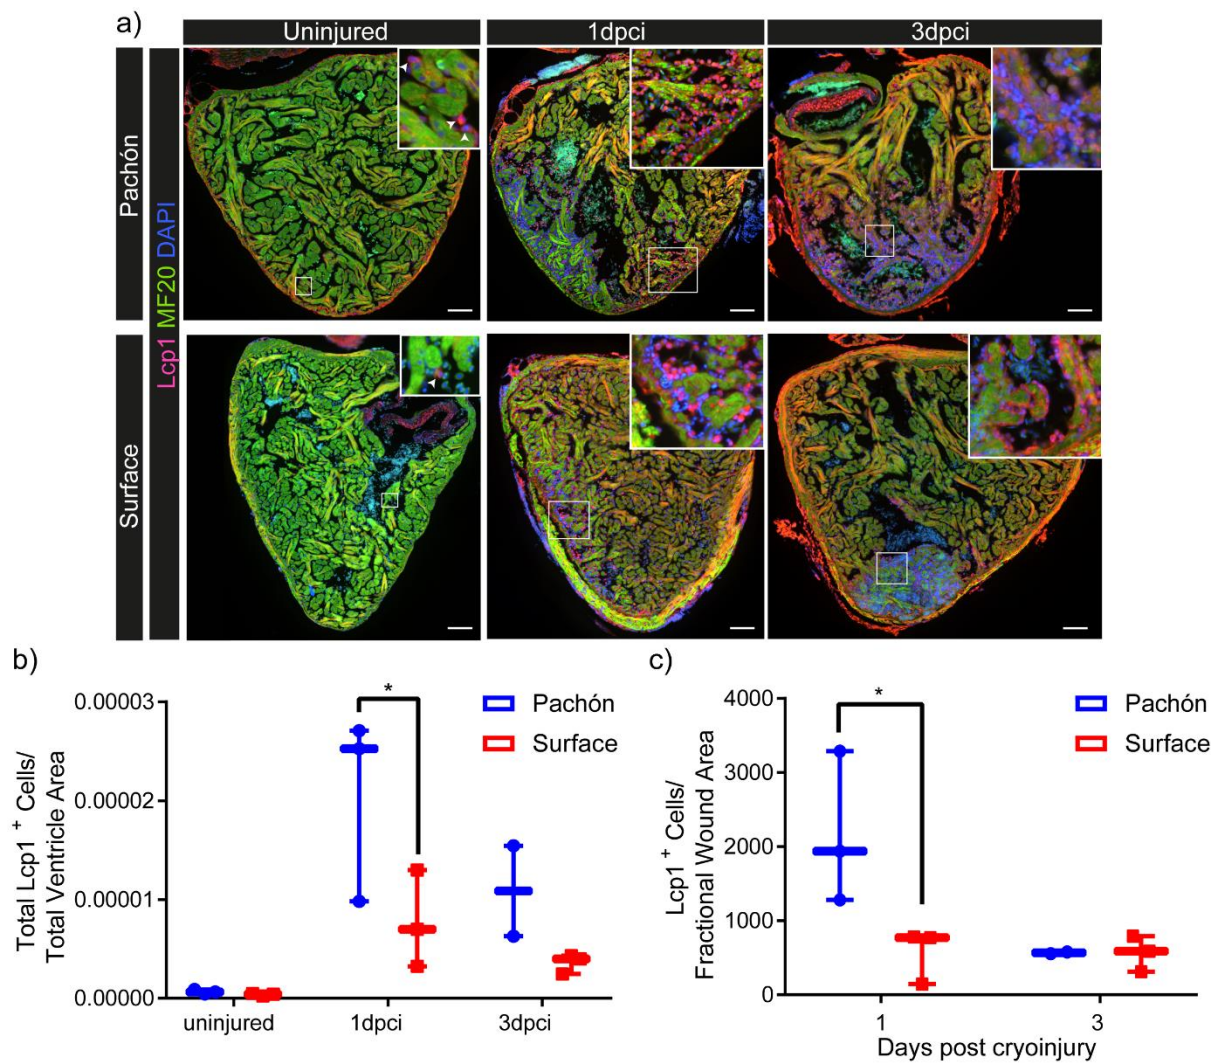 a)
Uninjured
1dpci
3dpci
Pachón
Surface
Lcp1 MF20 DAPI
b)
Total Lcp1 + Cells/
Total Ventricle Area
0.00003
0.00002
0.00001
0.00000
*
Pachón
Surface
uninjured
1dpci
3dpci
c)
Lcp1 + Cells/
Fractional Wound Area
4000
3000
2000
1000
0
*
Pachón
Surface
1
3
Days post cryoinjury